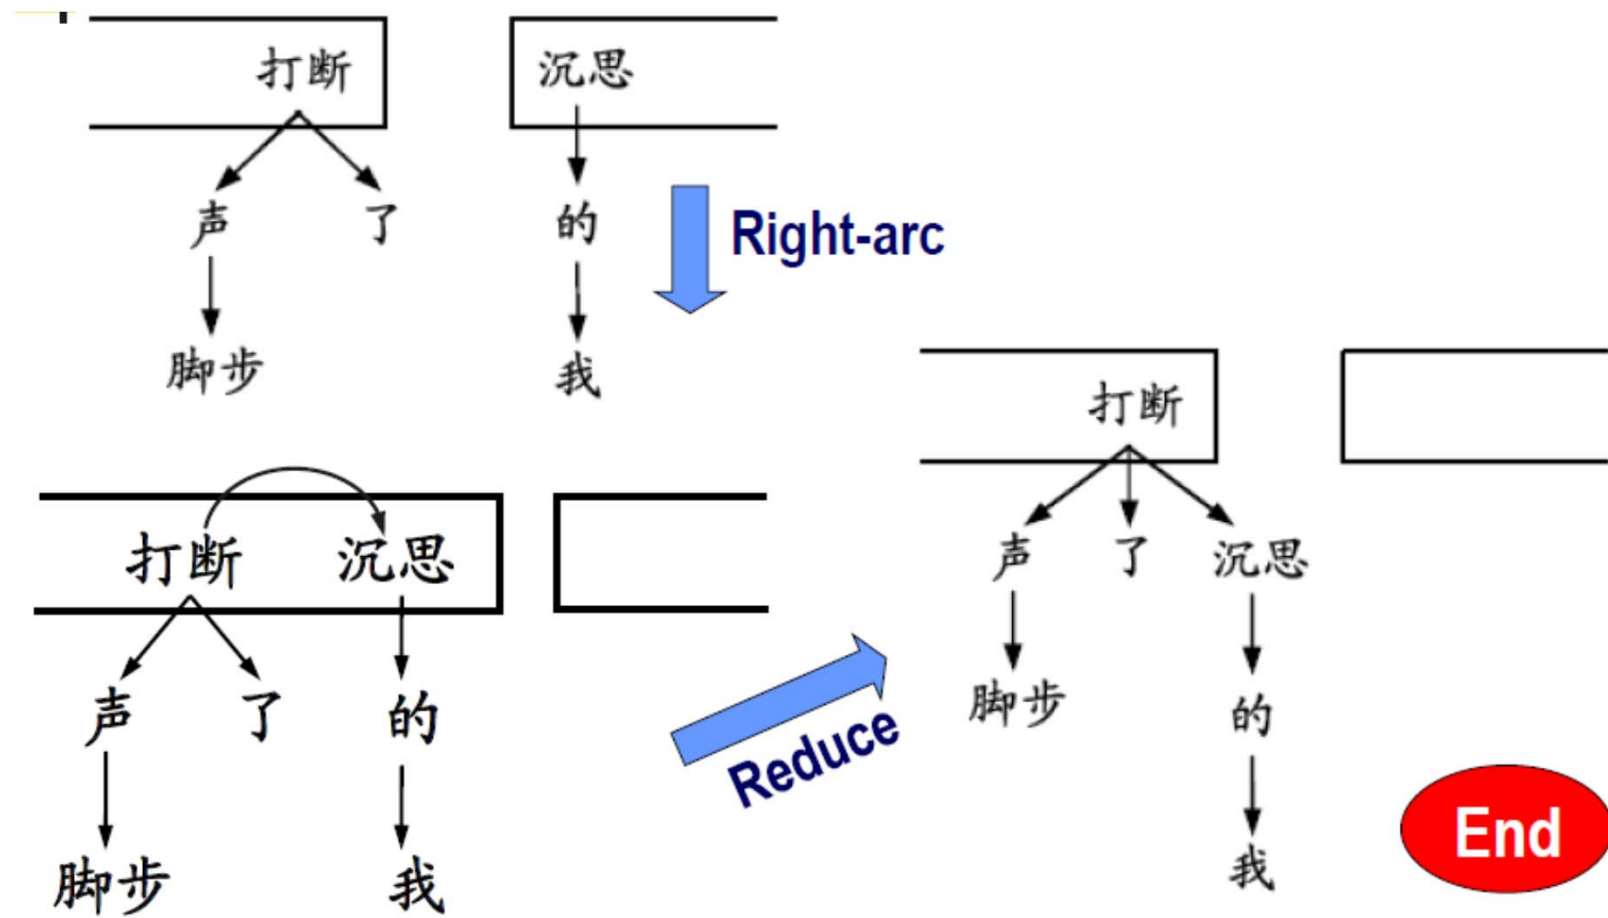 打断 沉思
声 了 的
Right-arc
脚步 我
打断 沉思
声 了 的
脚步 我
Reduce
打断
声 了 沉思
脚步 的
我
End